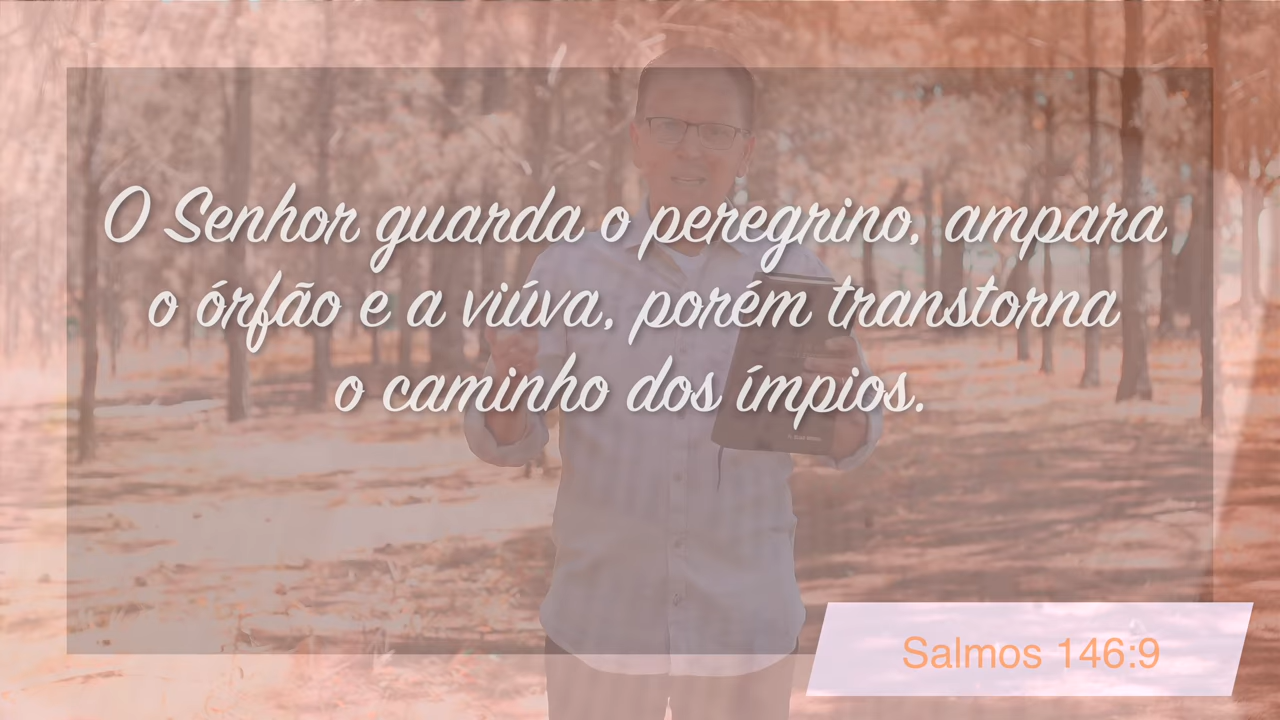 O Senhor guarda o peregrino, ampara
o órfão e a viúva, porém transtorna
o caminho dos ímpios.
Salmos 146:9